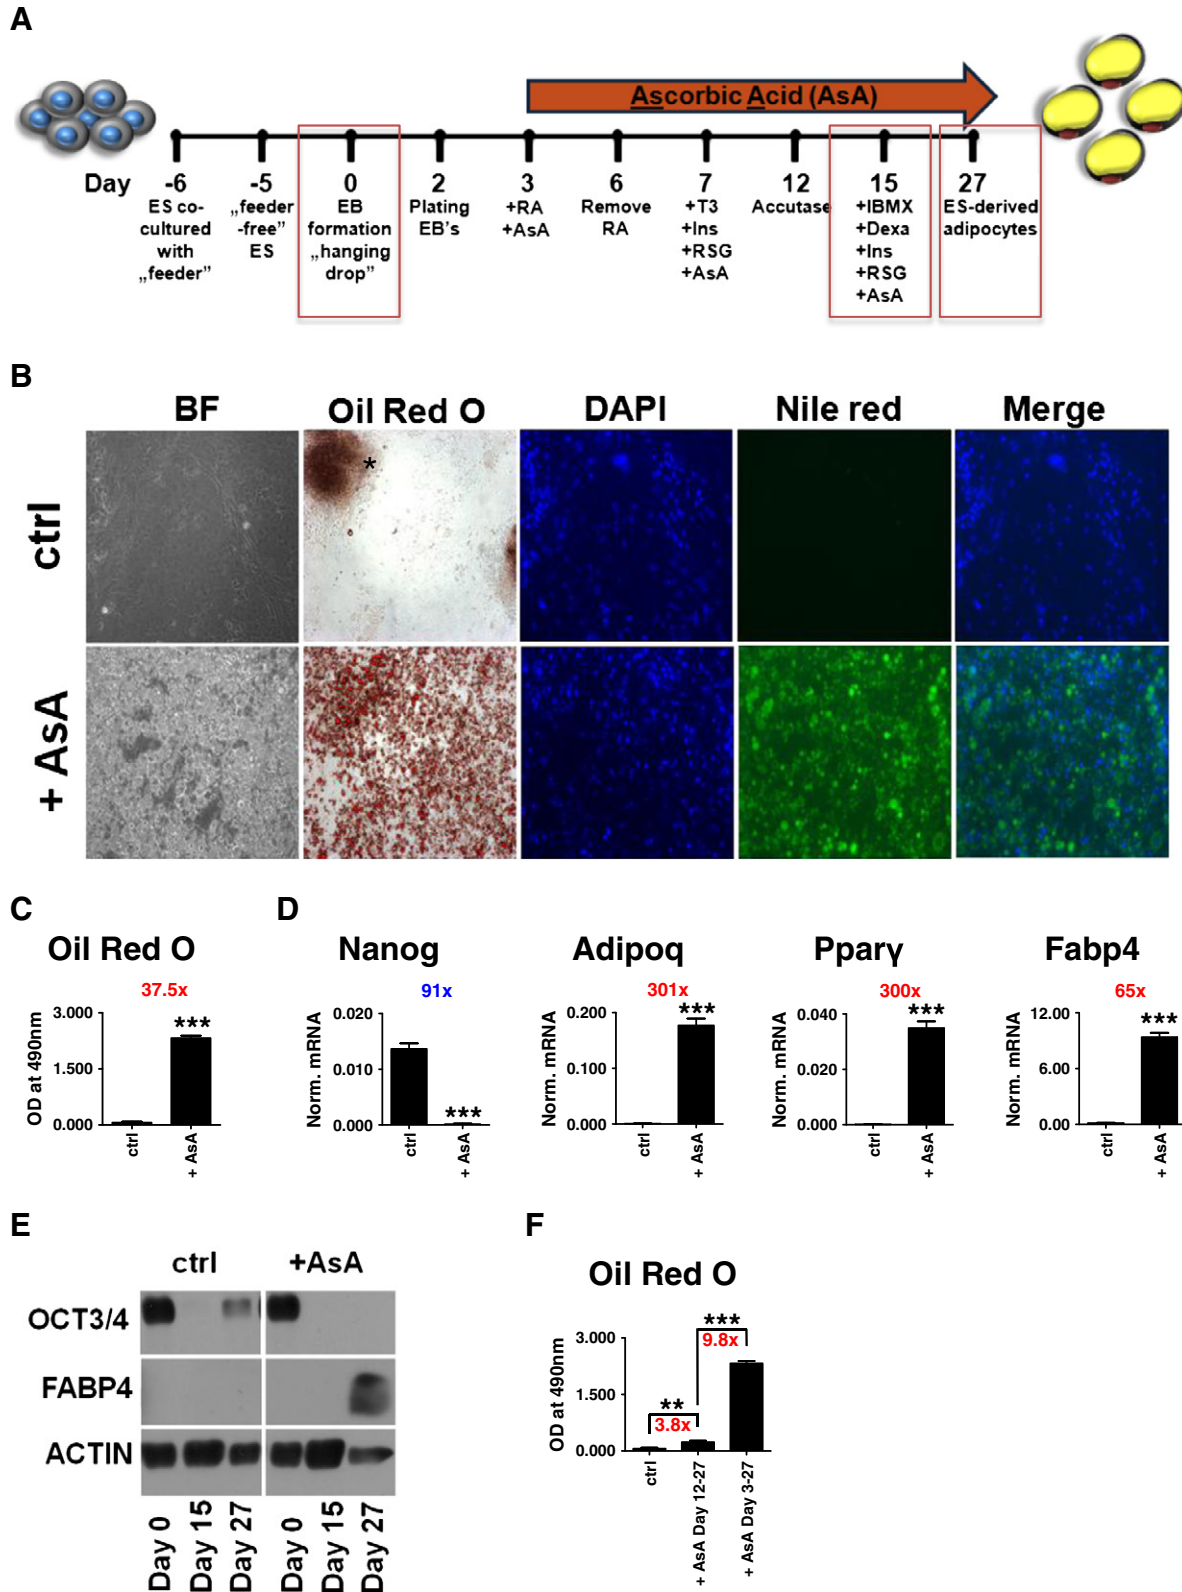 A
Ascorbic Acid (AsA)
Day
-6 -5 0 2 3 6 7 12 15 27
ES co-
cultured
with
„feeder”
„feeder
-free”
ES
EB
formation
„hanging
drop”
Plating
EB's
+RA
+AsA
Remove
RA
+T3
+Ins
+RSG
+AsA
Accutase
+IBMX
+Dexa
+Ins
+RSG
+AsA
ES-derived
adipocytes
B
BF Oil Red O DAPI Nile red Merge
ctrl
*
+ AsA
C
Oil Red O
37.5x
OD at 490nm
3.000
1.500
0.000
***
ctrl
+ AsA
D
Nanog
91x
Norm. mRNA
0.020
0.010
0.000
***
ctrl
+ AsA
Adipoq
301x
Norm. mRNA
0.200
0.100
0.000
***
ctrl
+ AsA
Pparγ
300x
Norm. mRNA
0.040
0.020
0.000
***
ctrl
+ AsA
Fabp4
65x
Norm. mRNA
12.00
6.00
0.00
***
ctrl
+ AsA
E
ctrl +AsA
OCT3/4
FABP4
ACTIN
Day 0
Day 15
Day 27
Day 0
Day 15
Day 27
F
Oil Red O
OD at 490nm
3.000
1.500
0.000
***
9.8x
**
3.8x
ctrl
+ AsA Day 12-27
+ AsA Day 3-27